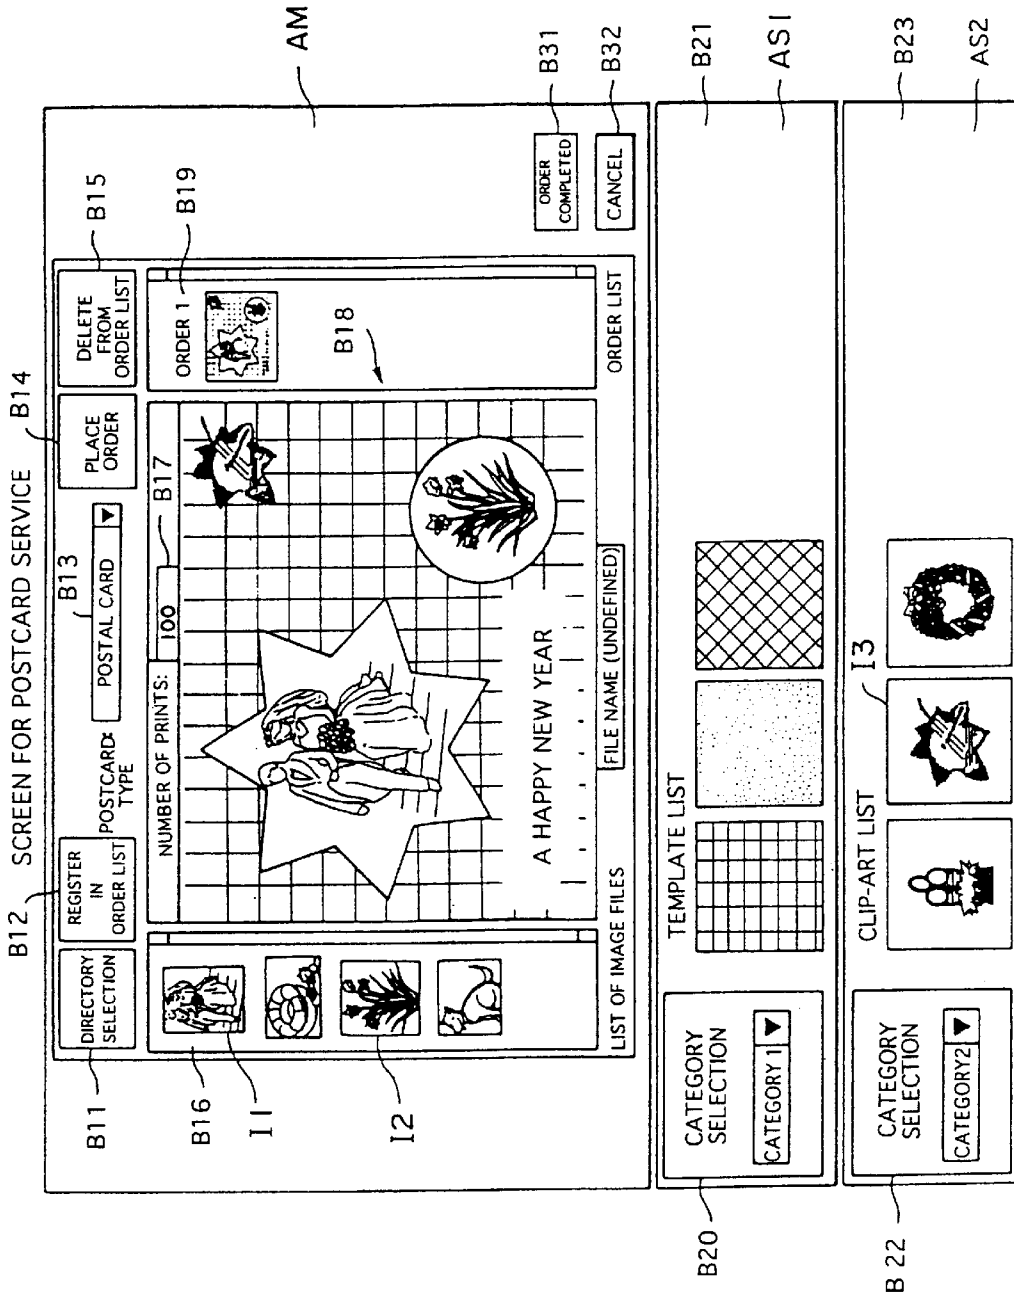 SCREEN FOR POSTCARD SERVICE
B11
B12
B13
B14
B15
DIRECTORY
SELECTION
REGISTER
IN
ORDER LIST
POSTCARD:
TYPE
POSTAL CARD
PLACE
ORDER
DELETE
FROM
ORDER LIST
B16
I1
I2
LIST OF IMAGE FILES
NUMBER OF PRINTS:
100
B17
A HAPPY NEW YEAR
FILE NAME (UNDEFINED)
B18
ORDER 1
B19
ORDER LIST
AM
ORDER
COMPLETED
B31
CANCEL
B32
B20
CATEGORY
SELECTION
CATEGORY 1
TEMPLATE LIST
B21
AS1
B 22
CATEGORY
SELECTION
CATEGORY2
CLIP-ART LIST
I3
B23
AS2